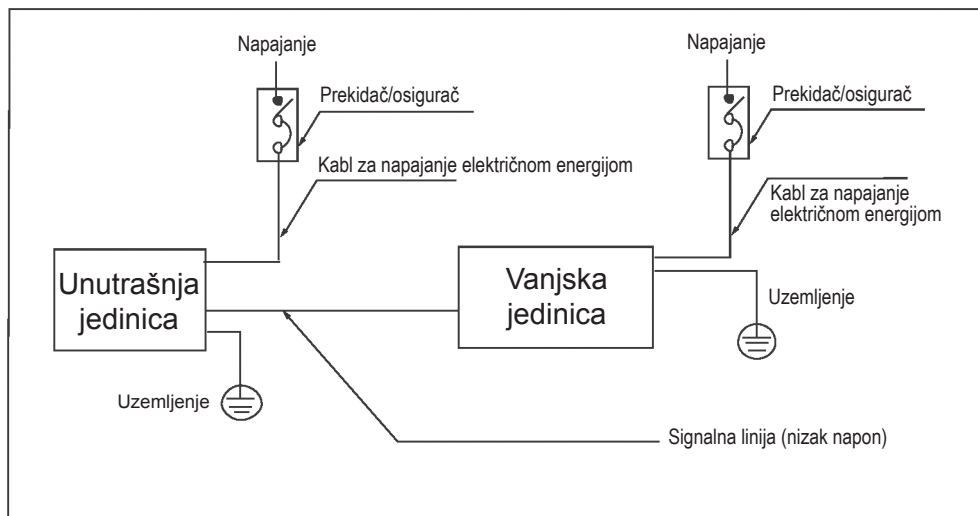 Napajanje
Napajanje
Prekidač/osigurač
Prekidač/osigurač
Kabl za napajanje električnom energijom
Kabl za napajanje
električnom energijom
Unutrašnja
jedinica
Vanjska
jedinica
Uzemljenje
Uzemljenje
Signalna linija (nizak napon)